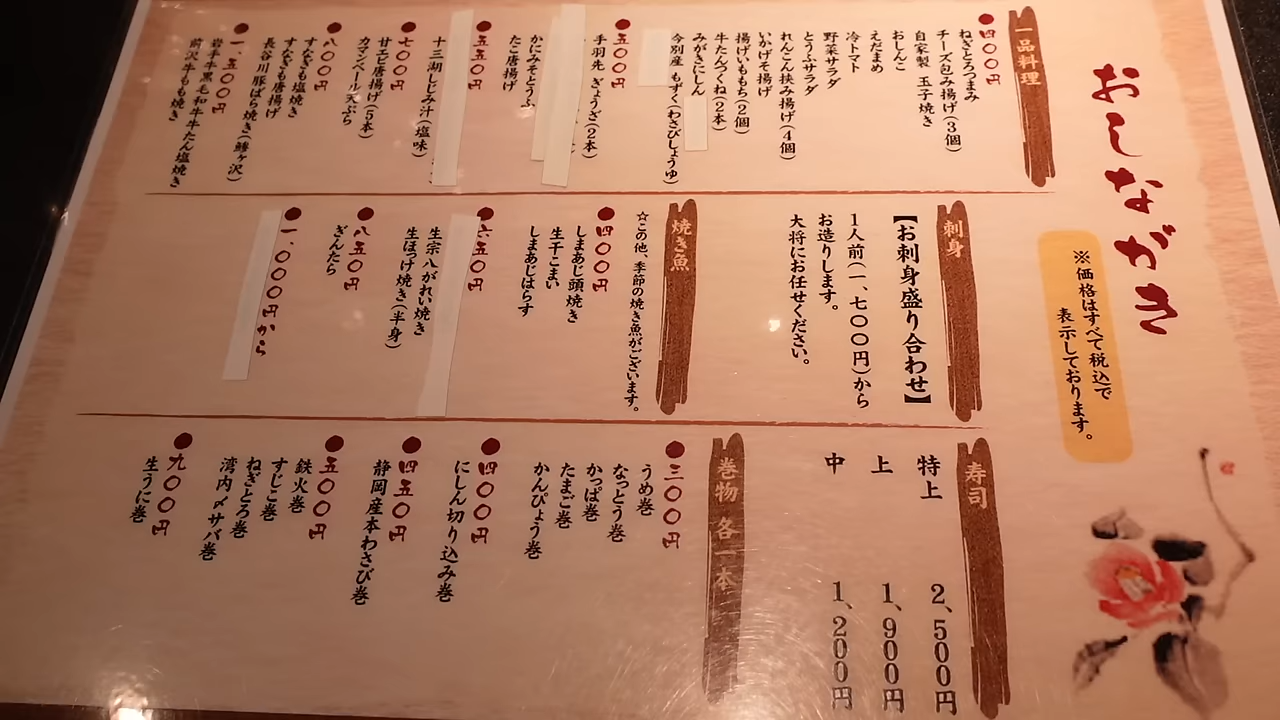 おしながき
※価格はすべて税込で
表示しております。
一品料理
四〇〇円
ねぎとろつまみ
チーズ包み揚げ(3個)
自家製 玉子焼き
おしんこ
えだまめ
冷トマト
野菜サラダ
とうふサラダ
れんこん挟み揚げ(4個)
いかげそ揚げ
揚げいももち(2個)
牛たんつくね(2本)
みがきにしん
今別産 もずく(わさびしょうゆ)
五〇〇円
手羽先 ぎょうざ(2本)
かにみそとうふ
たこ唐揚げ
五五〇円
十三湖しじみ汁(塩味)
七〇〇円
甘エビ唐揚げ(5本)
カマンベール天ぷら
八〇〇円
すなぎも塩焼き
すなぎも唐揚げ
長谷川豚ばら焼き(鰺ヶ沢)
一、五〇〇円
岩手牛黒毛和牛牛たん塩焼き
前沢牛もも焼き
刺身
【お刺身盛り合わせ】
1人前(一、七〇〇円)から
お造りします。
大将にお任せください。
焼き魚
☆この他、季節の焼き魚がございます。
四〇〇円
しまあじ頭焼き
生干こまい
しまあじはらす
六五〇円
生宗八がれい焼き
生ほっけ焼き(半身)
八五〇円
ぎんたら
一、〇〇〇円から
寿司
特上 2,500円
上 1,900円
中 1,200円
巻物 各一本
三〇〇円
うめ巻
なっとう巻
かっぱ巻
たまご巻
かんぴょう巻
四〇〇円
にしん切り込み巻
四五〇円
静岡産本わさび巻
五〇〇円
鉄火巻
すじこ巻
ねぎとろ巻
湾内〆サバ巻
九〇〇円
生うに巻